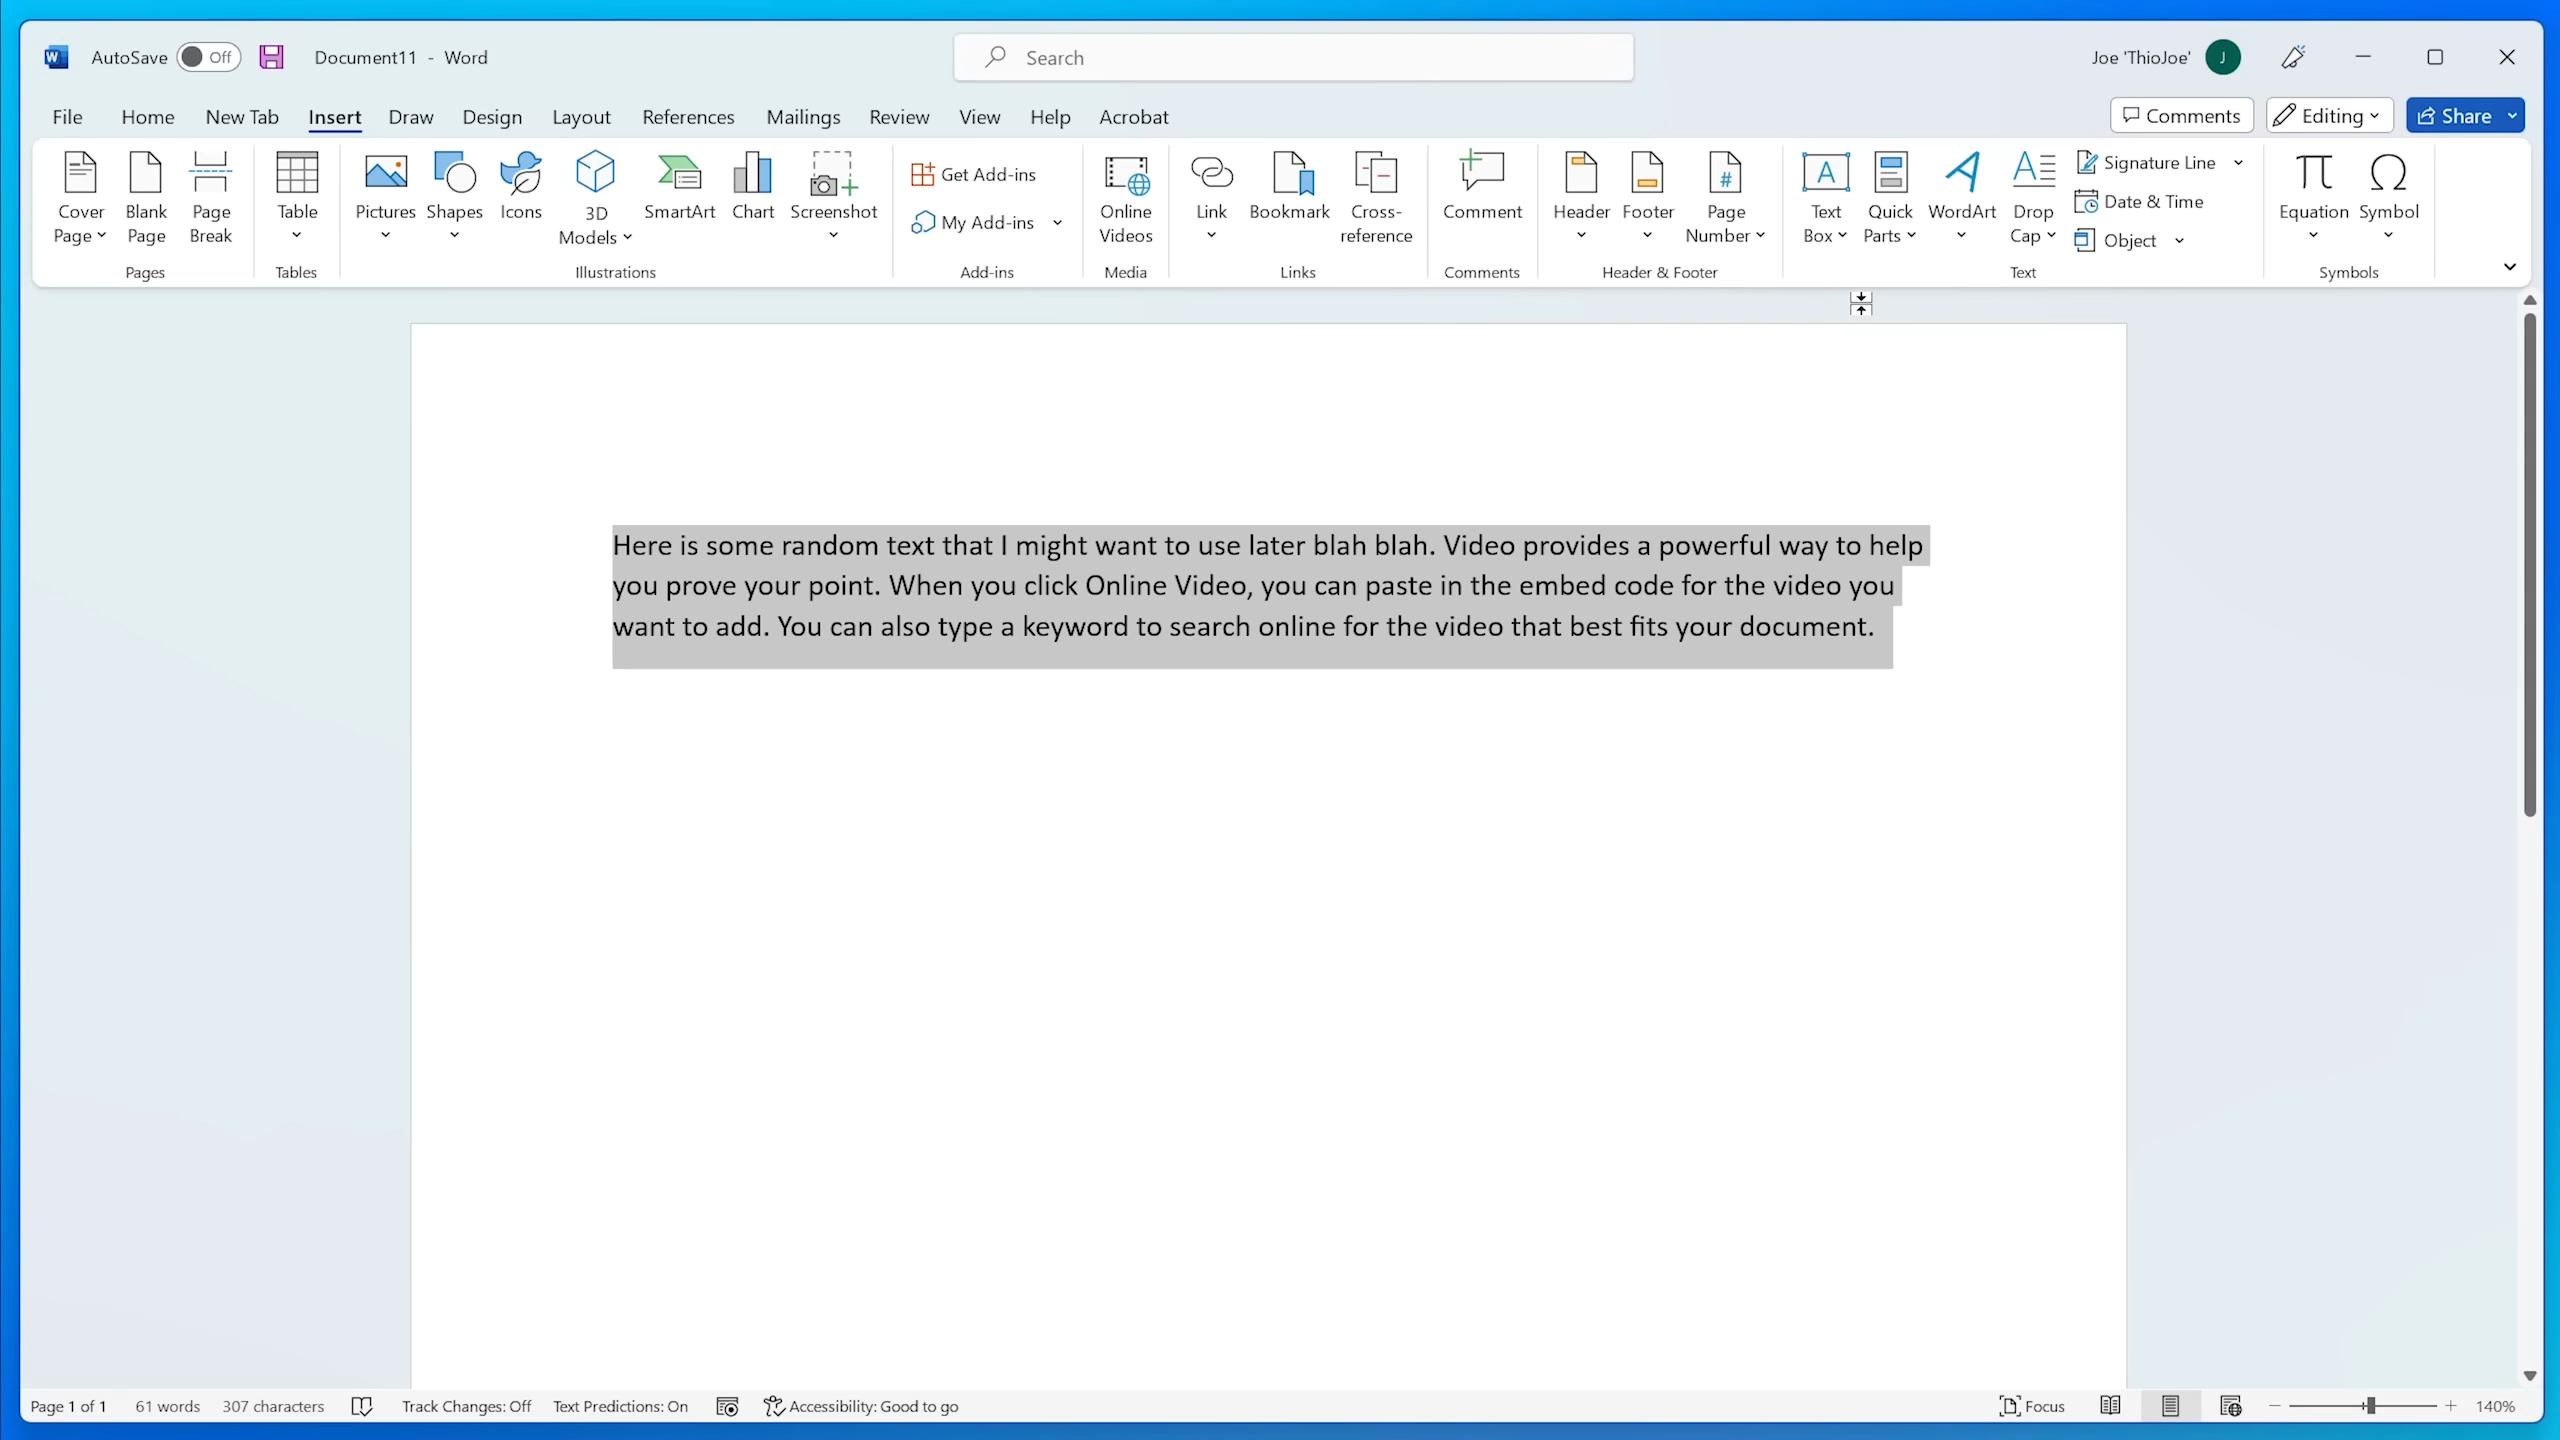 AutoSave Off Document11 - Word Search Joe 'ThioJoe' J
File Home New Tab Insert Draw Design Layout References Mailings Review View Help Acrobat Comments Editing Share
Cover Page
Blank Page
Page Break
Pages
Table
Tables
Pictures
Shapes
Icons
3D Models
SmartArt
Chart
Screenshot
Illustrations
Get Add-ins
My Add-ins
Add-ins
Online Videos
Media
Link
Bookmark
Cross-reference
Links
Comment
Comments
Header
Footer
Page Number
Header & Footer
Text Box
Quick Parts
WordArt
Drop Cap
Signature Line
Date & Time
Object
Text
Equation
Symbol
Symbols
Here is some random text that I might want to use later blah blah. Video provides a powerful way to help
you prove your point. When you click Online Video, you can paste in the embed code for the video you
want to add. You can also type a keyword to search online for the video that best fits your document.
Page 1 of 1 61 words 307 characters Track Changes: Off Text Predictions: On Accessibility: Good to go Focus 140%